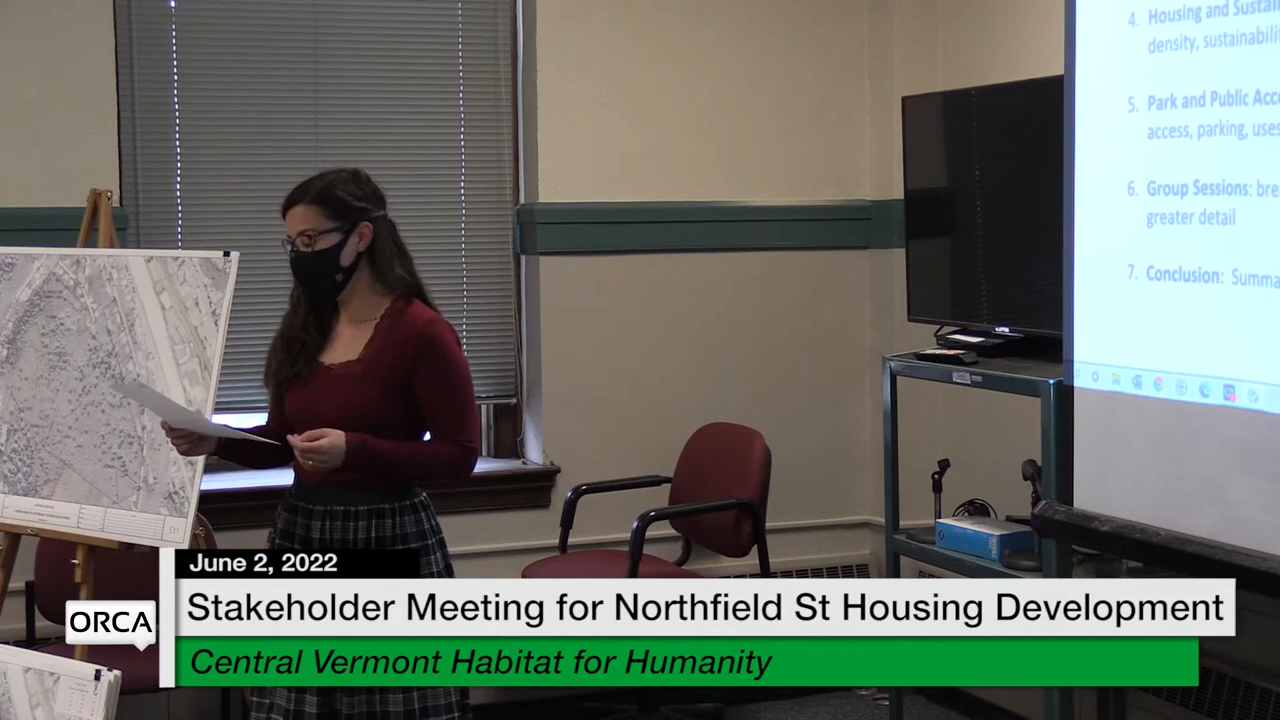 4. Housing and Sustai
density, sustainabili
5. Park and Public Acc
access, parking, uses
6. Group Sessions: bre
greater detail
7. Conclusion: Summa
June 2, 2022
Stakeholder Meeting for Northfield St Housing Development
ORCA
Central Vermont Habitat for Humanity